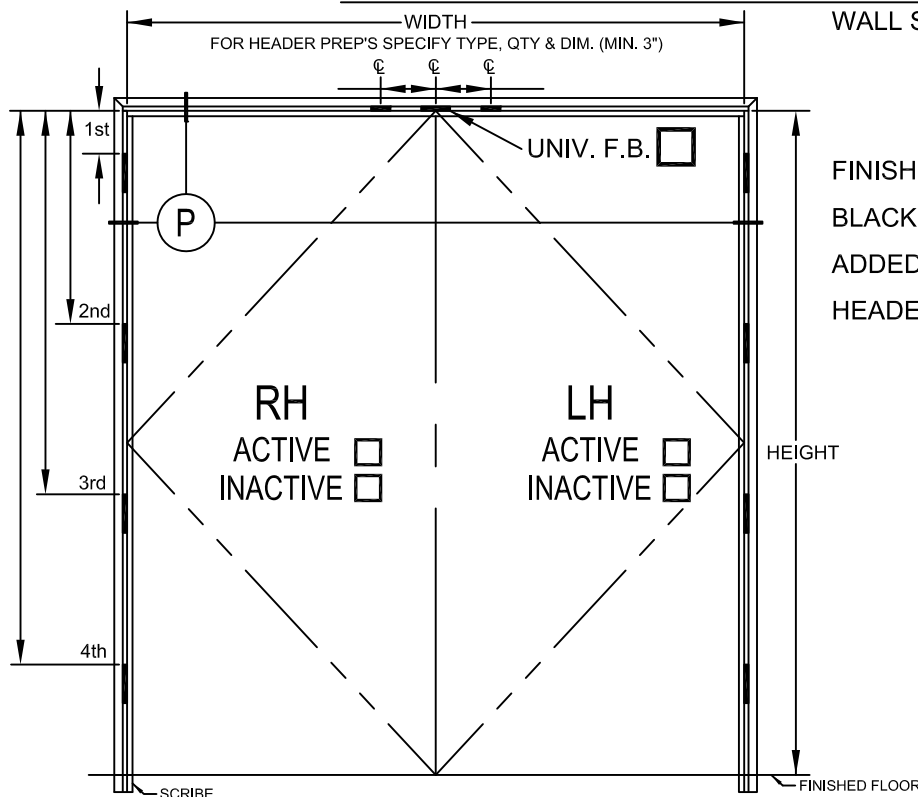 WIDTH
WALL S
FOR HEADER PREP'S SPECIFY TYPE, QTY & DIM. (MIN. 3")
℄ ℄ ℄
1st
UNIV. F.B.
FINISH
P
BLACK
ADDED
HEADE
2nd
RH LH
ACTIVE ACTIVE
INACTIVE INACTIVE
HEIGHT
3rd
4th
SCRIBE
FINISHED FLOOR